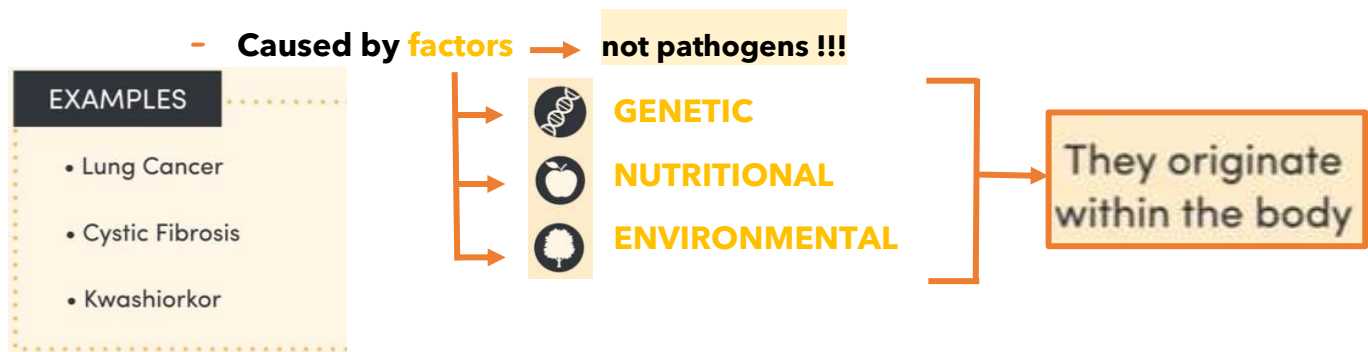 - Caused by factors → not pathogens !!!
EXAMPLES
• Lung Cancer
• Cystic Fibrosis
• Kwashiorkor
GENETIC
NUTRITIONAL
ENVIRONMENTAL
They originate
within the body